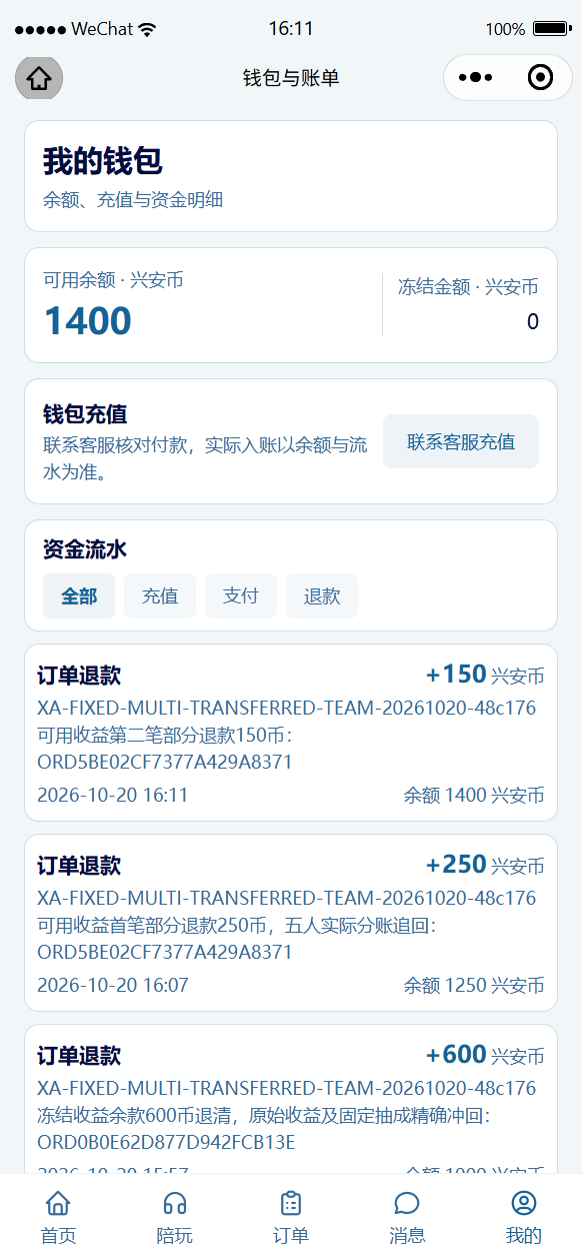 WeChat 16:11 100%
钱包与账单
我的钱包
余额、充值与资金明细
可用余额 · 兴安币
冻结金额 · 兴安币
1400
0
钱包充值
联系客服核对付款，实际入账以余额与流
水为准。
联系客服充值
资金流水
全部 充值 支付 退款
订单退款 +150 兴安币
XA-FIXED-MULTI-TRANSFERRED-TEAM-20261020-48c176
可用收益第二笔部分退款150币：
ORD5BE02CF7377A429A8371
2026-10-20 16:11 余额 1400 兴安币
订单退款 +250 兴安币
XA-FIXED-MULTI-TRANSFERRED-TEAM-20261020-48c176
可用收益首笔部分退款250币，五人实际分账追回：
ORD5BE02CF7377A429A8371
2026-10-20 16:07 余额 1250 兴安币
订单退款 +600 兴安币
XA-FIXED-MULTI-TRANSFERRED-TEAM-20261020-48c176
冻结收益余款600币退清，原始收益及固定抽成精确冲回：
ORD0B0E62D877D942FCB13E
2026-10-20 15:57 余额 1000 兴安币
首页 陪玩 订单 消息 我的